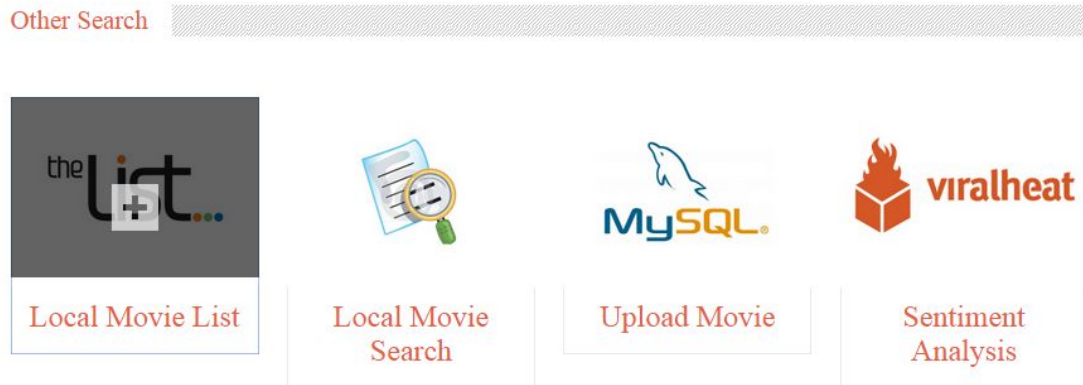 Other Search
the List...
MySQL®
viralheat
Local Movie List
Local Movie
Search
Upload Movie
Sentiment
Analysis